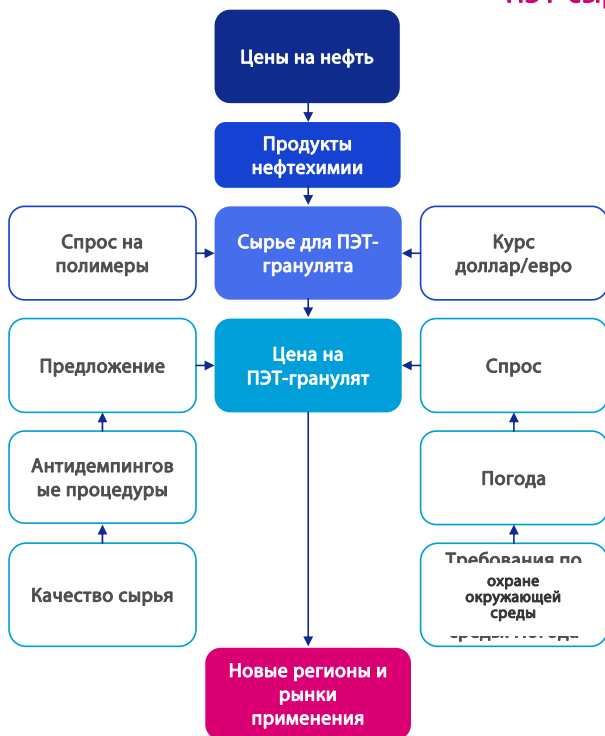 ПЭТ-сыр
Цены на нефть
Продукты
нефтехимии
Спрос на
полимеры
Сырье для ПЭТ-
гранулята
Курс
доллар/евро
Предложение
Цена на
ПЭТ-гранулят
Спрос
Антидемпингов
ые процедуры
Погода
Качество сырья
Требования по
охране
окружающей
среды
среды Погода
Новые регионы и
рынки
применения